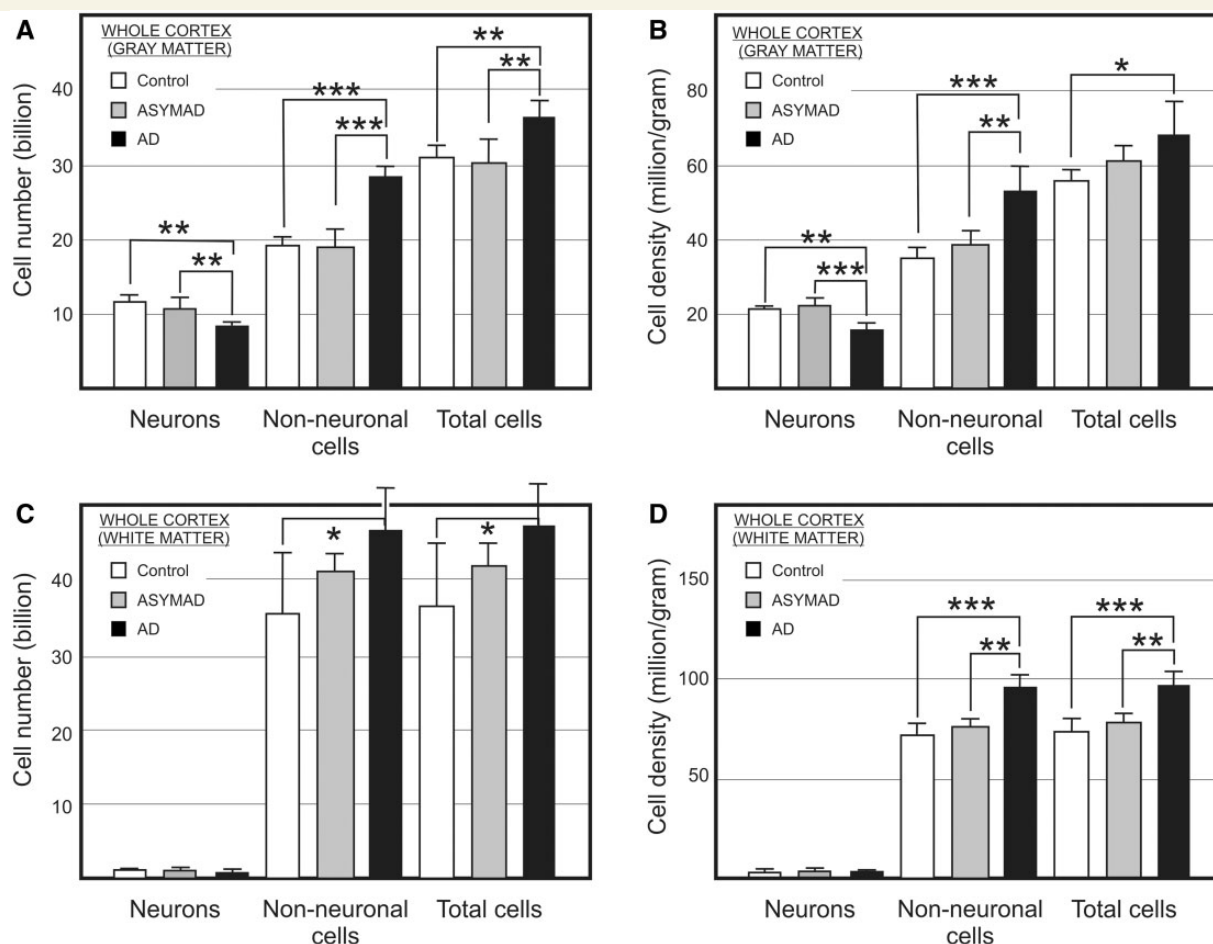 A
WHOLE CORTEX
(GRAY MATTER)
Control
ASYMAD
AD
Cell number (billion)
40
30
20
10
**
**
***
***
**
**
Neurons
Non-neuronal
cells
Total cells
B
WHOLE CORTEX
(GRAY MATTER)
Control
ASYMAD
AD
Cell density (million/gram)
80
60
40
20
**
***
***
**
*
Neurons
Non-neuronal
cells
Total cells
C
WHOLE CORTEX
(WHITE MATTER)
Control
ASYMAD
AD
Cell number (billion)
40
30
20
10
*
*
Neurons
Non-neuronal
cells
Total cells
D
WHOLE CORTEX
(WHITE MATTER)
Control
ASYMAD
AD
Cell density (million/gram)
150
100
50
***
**
***
**
Neurons
Non-neuronal
cells
Total cells